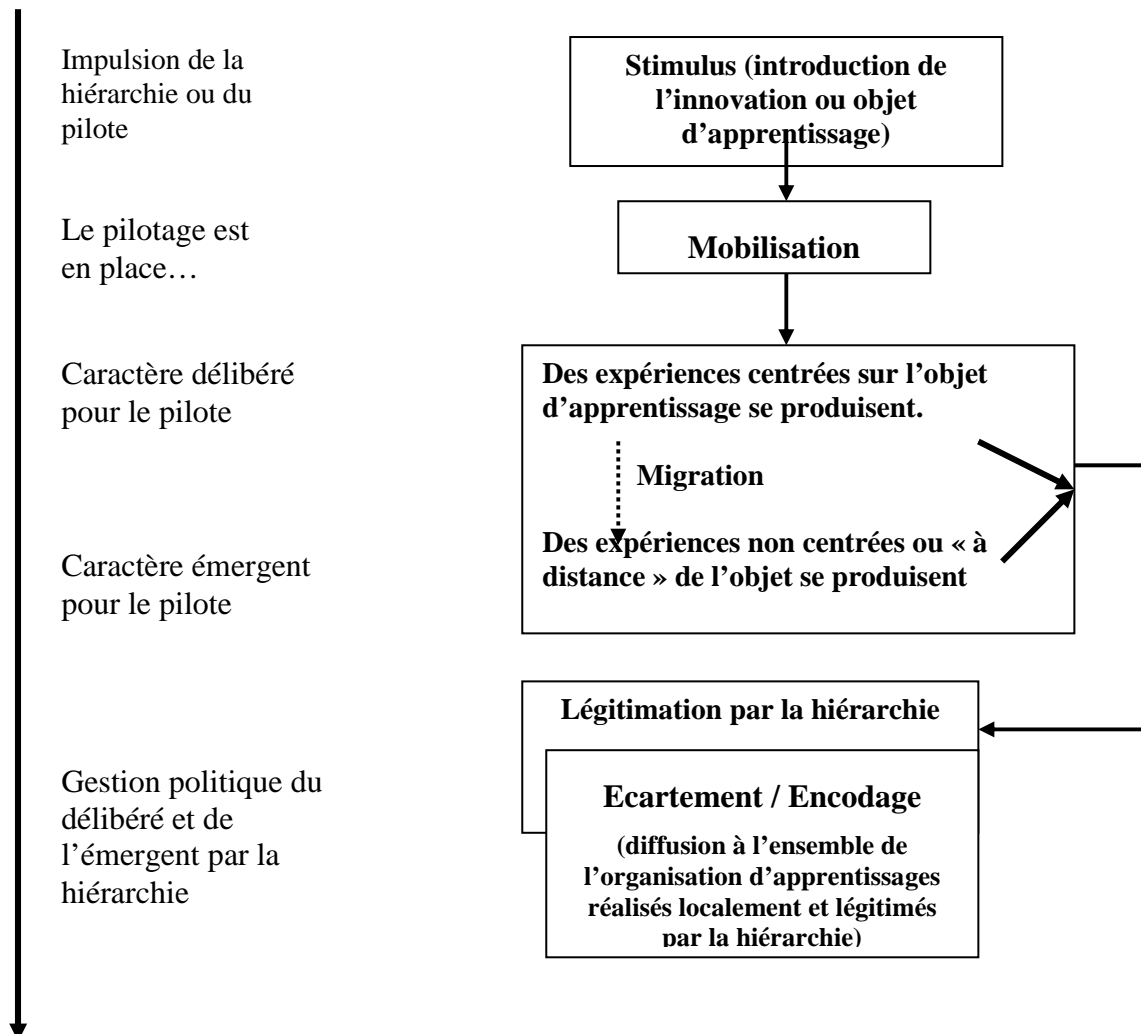 Impulsion de la
hiérarchie ou du
pilote
Stimulus (introduction de
l’innovation ou objet
d’apprentissage)
Le pilotage est
en place…
Mobilisation
Caractère délibéré
pour le pilote
Des expériences centrées sur l’objet
d’apprentissage se produisent.
Migration
Des expériences non centrées ou « à
distance » de l’objet se produisent
Caractère émergent
pour le pilote
Légitimation par la hiérarchie
Gestion politique du
délibéré et de
l’émergent par la
hiérarchie
Ecartement / Encodage
(diffusion à l’ensemble de
l’organisation d’apprentissages
réalisés localement et légitimés
par la hiérarchie)